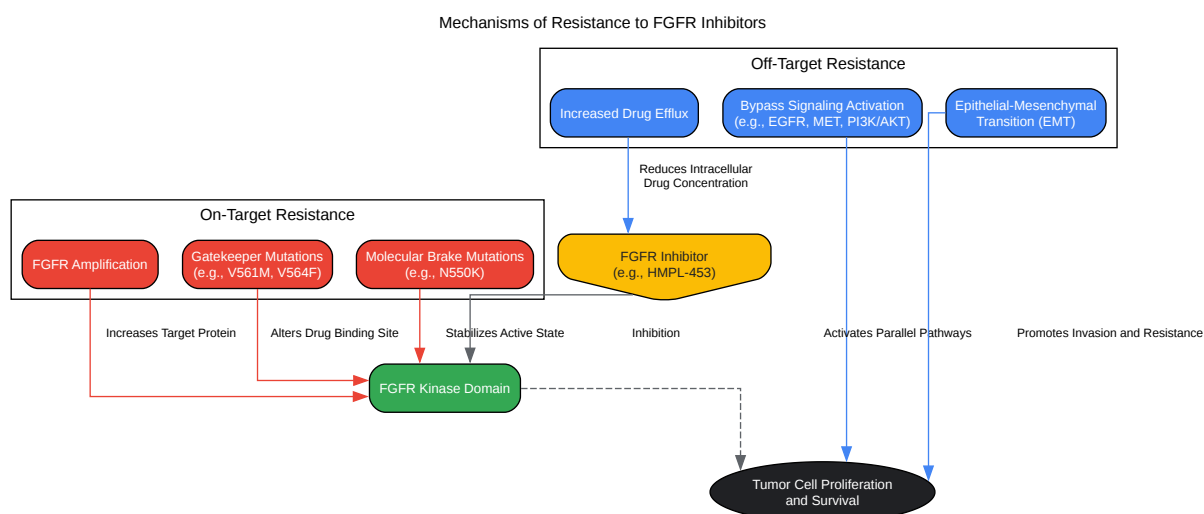 Mechanisms of Resistance to FGFR Inhibitors
Off-Target Resistance
Increased Drug Efflux
Bypass Signaling Activation
(e.g., EGFR, MET, PI3K/AKT)
Epithelial-Mesenchymal
Transition (EMT)
Reduces Intracellular
Drug Concentration
On-Target Resistance
FGFR Amplification
Gatekeeper Mutations
(e.g., V561M, V564F)
Molecular Brake Mutations
(e.g., N550K)
FGFR Inhibitor
(e.g., HMPL-453)
Increases Target Protein
Alters Drug Binding Site
Stabilizes Active State
Inhibition
Activates Parallel Pathways
Promotes Invasion and Resistance
FGFR Kinase Domain
Tumor Cell Proliferation
and Survival